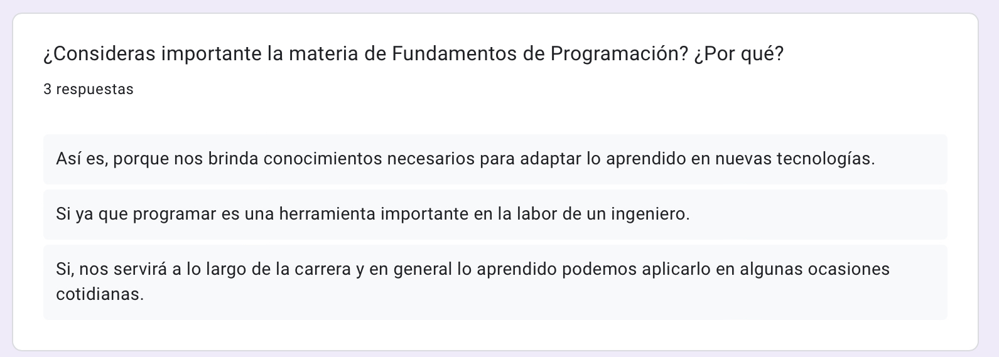 ¿Consideras importante la materia de Fundamentos de Programación? ¿Por qué?
3 respuestas
Así es, porque nos brinda conocimientos necesarios para adaptar lo aprendido en nuevas tecnologías.
Si ya que programar es una herramienta importante en la labor de un ingeniero.
Si, nos servirá a lo largo de la carrera y en general lo aprendido podemos aplicarlo en algunas ocasiones
cotidianas.